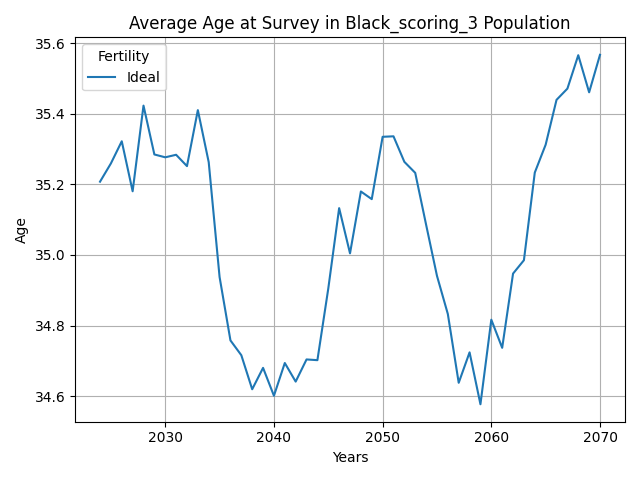 Average Age at Survey in Black_scoring_3 Population
Fertility
Ideal
Age
35.6
35.4
35.2
35.0
34.8
34.6
2030 2040 2050 2060 2070
Years